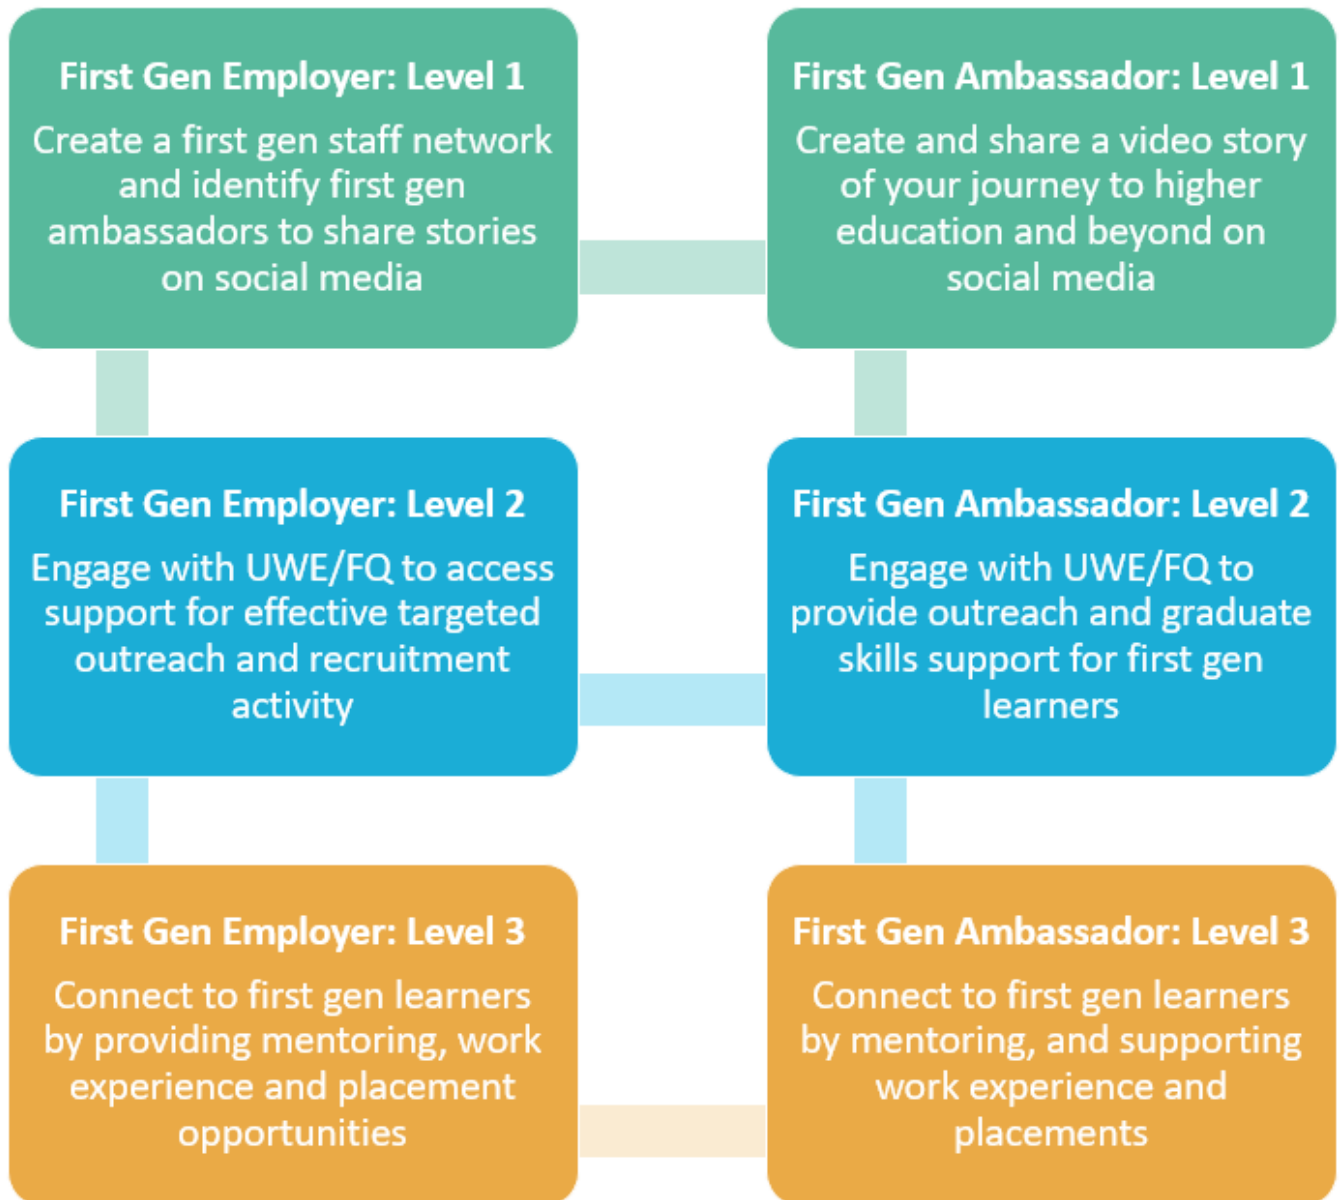 First Gen Employer: Level 1
Create a first gen staff network
and identify first gen
ambassadors to share stories
on social media
First Gen Ambassador: Level 1
Create and share a video story
of your journey to higher
education and beyond on
social media
First Gen Employer: Level 2
Engage with UWE/FQ to access
support for effective targeted
outreach and recruitment
activity
First Gen Ambassador: Level 2
Engage with UWE/FQ to
provide outreach and graduate
skills support for first gen
learners
First Gen Employer: Level 3
Connect to first gen learners
by providing mentoring, work
experience and placement
opportunities
First Gen Ambassador: Level 3
Connect to first gen learners
by mentoring, and supporting
work experience and
placements